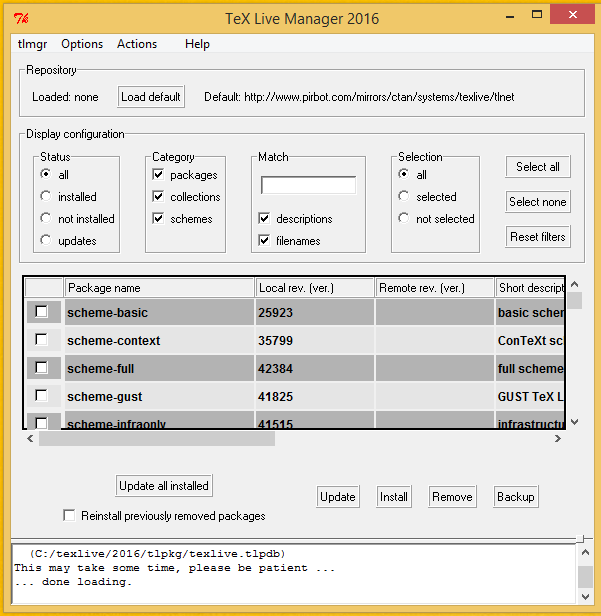 TeX Live Manager 2016
tlmgr Options Actions Help
Repository
Loaded: none Load default Default: http://www.pirbot.com/mirrors/ctan/systems/texlive/tlnet
Display configuration
Status Category Match Selection
all packages all Select all
installed collections selected Select none
not installed schemes descriptions not selected
updates filenames Reset filters
Package name Local rev. (ver.) Remote rev. (ver.) Short descript
scheme-basic 25923 basic schem
scheme-context 35799 ConTeXt sc
scheme-full 42384 full scheme
scheme-gust 41825 GUST TeX L
scheme-infraonly 41515 infrastructu
Update all installed
Update Install Remove Backup
Reinstall previously removed packages
(C:/texlive/2016/tlpkg/texlive.tlpdb)
This may take some time, please be patient ...
... done loading.